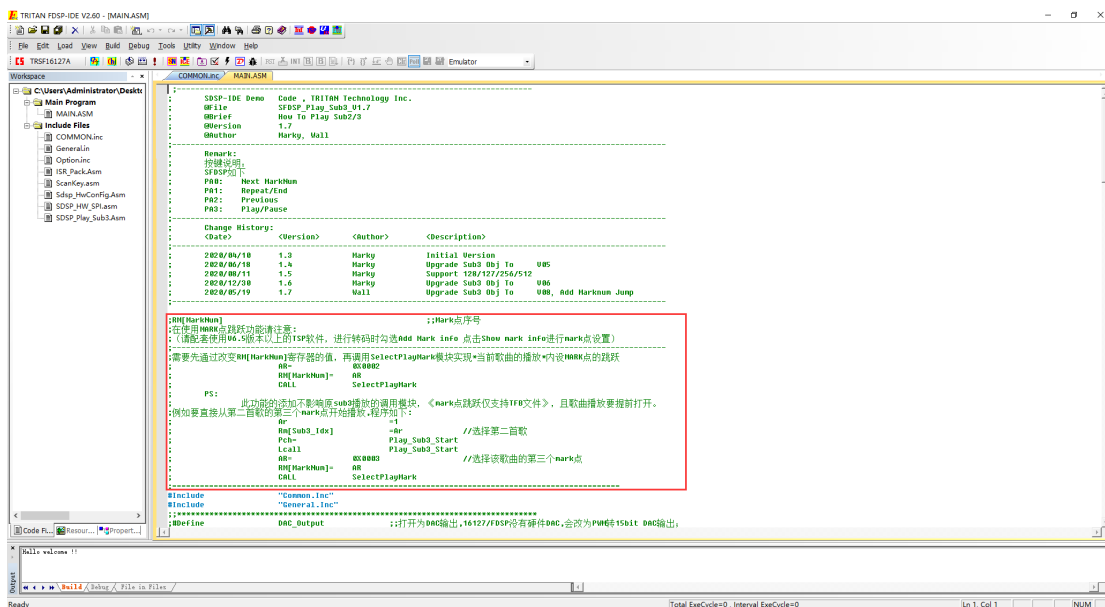 TRITAN FDSP-IDE V2.60 - [MAIN.ASM]
File Edit Load View Build Debug Tools Utility Window Help
TRSF16127A
Emulator
Workspace
COMMON.inc MAIN.ASM
C:\Users\Administrator\Deskto
Main Program
MAIN.ASM
Include Files
COMMON.inc
General.in
Option.inc
ISR_Pack.Asm
ScanKey.asm
Sdsp_HwConFig.Asm
SDSP_HW_SPI.asm
SDSP_Play_Sub3.Asm
;------------------------------------------------------------------------
; SDSP-IDE Demo Code , TRITAN Technology Inc.
; @File SFDSP_Play_Sub3_V1.7
; @Brief How To Play Sub2/3
; @Version 1.7
; @Author Marky, Wall
;------------------------------------------------------------------------
; Remark:
; 按键说明:
; SFDSP如下
; PA0: Next MarkNum
; PA1: Repeat/End
; PA2: Previous
; PA3: Play/Pause
;------------------------------------------------------------------------
; Change History:
; <Date> <Version> <Author> <Description>
;------------------------------------------------------------------------
; 2020/04/10 1.3 Marky Initial Version
; 2020/06/18 1.4 Marky Upgrade Sub3 Obj To V05
; 2020/08/11 1.5 Marky Support 128/127/256/512
; 2020/12/30 1.6 Marky Upgrade Sub3 Obj To V06
; 2020/05/19 1.7 Wall Upgrade Sub3 Obj To V08, Add Marknum Jump
;------------------------------------------------------------------------
;RM[MarkNum] ;;Mark点序号
;在使用MARK点跳跃功能请注意:
;(请配套使用V6.5版本以上的TSP软件, 进行转码时勾选Add Mark info 点击Show mark info进行mark点设置)
;------------------------------------------------------------------------
;需要先通过改变RM[MarkNum]寄存器的值, 再调用SelectPlayMark模块实现*当前歌曲的播放*内设MARK点的跳跃
; AR= 0X0002
; RM[MarkNum]= AR
; CALL SelectPlayMark
; PS:
; 此功能的添加不影响原sub3播放的调用模块, 《mark点跳跃仅支持TFD文件》, 且歌曲播放要提前打开。
;例如要直接从第二首歌的第三个mark点开始播放,程序如下:
; Ar =1
; Rm[Sub3_Idx] =Ar //选择第二首歌
; Pch= Play_Sub3_Start
; Lcall Play_Sub3_Start
; AR= 0X0003 //选择该歌曲的第三个mark点
; RM[MarkNum]= AR
; CALL SelectPlayMark
;------------------------------------------------------------------------
#Include "Common.Inc"
#Include "General.Inc"
;;************************************************************************
;#Define DAC_Output ;;打开为DAC输出,16127/FDSP没有硬件DAC,会改为PWM转15bit DAC输出;
Code Fi... Resour... Propert...
Hello welcome !!
Output
Build Debug File in Files
Ready
Total ExeCycle=0 , Interval ExeCycle=0
Ln 1, Col 1
NUM